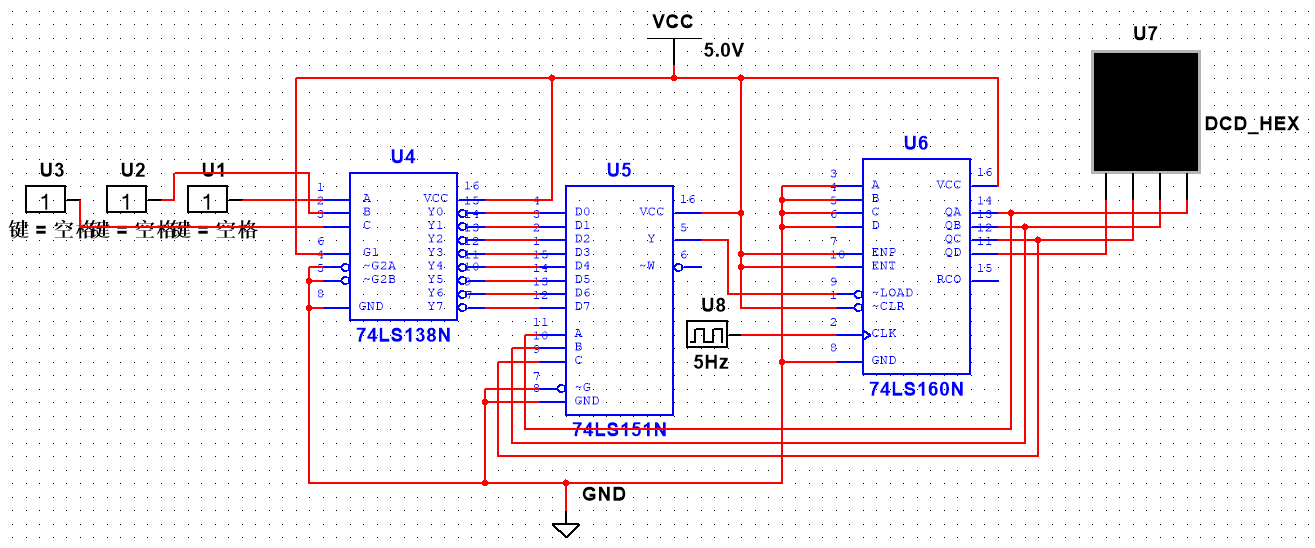 VCC
5.0V
U7
DCD_HEX
U3
U2
U1
1
1
1
键 = 空格
键 = 空格
键 = 空格
U4
1
2
3
6
4
5
8
A
B
C
G1
~G2A
~G2B
GND
VCC
Y0
Y1
Y2
Y3
Y4
Y5
Y6
Y7
16
15
14
13
12
11
10
9
7
74LS138N
U5
4
3
2
1
15
14
13
12
11
10
9
7
8
D0
D1
D2
D3
D4
D5
D6
D7
A
B
C
~G
GND
VCC
Y
~W
16
5
6
74LS151N
U8
5Hz
U6
3
4
5
6
7
10
9
1
2
8
A
B
C
D
ENP
ENT
~LOAD
~CLR
CLK
GND
VCC
QA
QB
QC
QD
RCO
16
14
13
12
11
15
74LS160N
GND